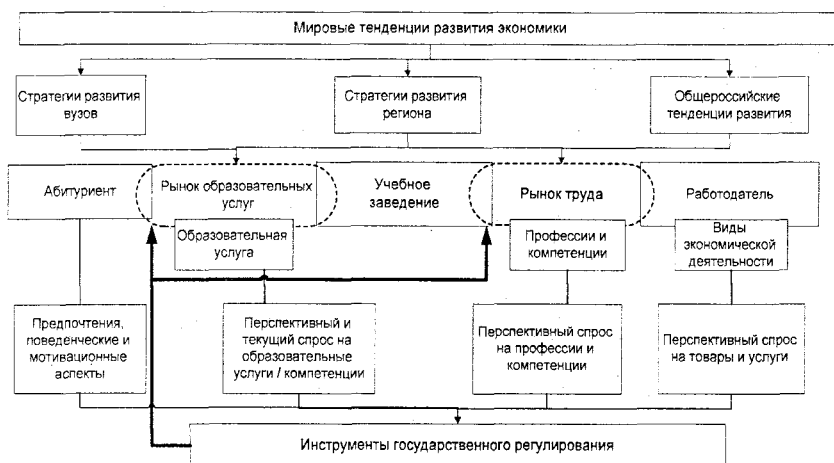 Мировые тенденции развития экономики
Стратегии развития
вузов
Стратегии развития
региона
Общероссийские
тенденции развития
Абитуриент
Рынок образовательных
услуг
Учебное
заведение
Рынок труда
Работодатель
Образовательная
услуга
Профессии и
компетенции
Виды
экономической
деятельности
Предпочтения,
поведенческие и
мотивационные
аспекты
Перспективный и
текущий спрос на
образовательные
услуги / компетенции
Перспективный спрос
на профессии и
компетенции
Перспективный спрос
на товары и услуги
Инструменты государственного регулирования